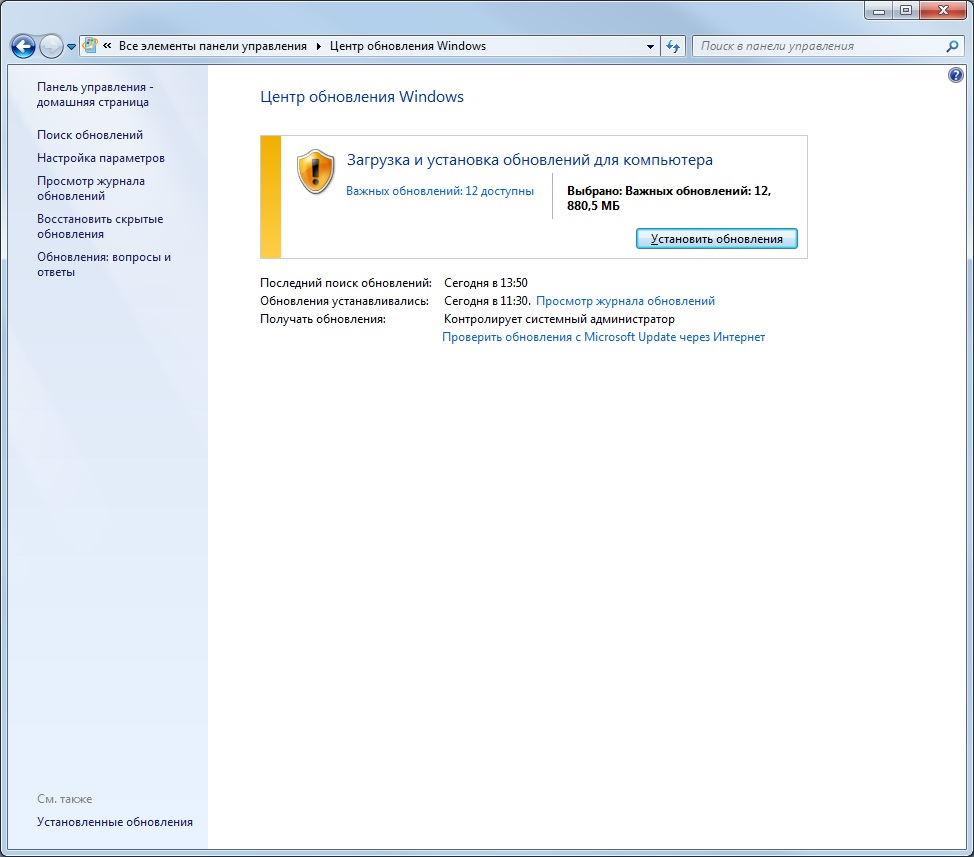 « Все элементы панели управления ▸ Центр обновления Windows
Поиск в панели управления
Панель управления -
домашняя страница
Поиск обновлений
Настройка параметров
Просмотр журнала
обновлений
Восстановить скрытые
обновления
Обновления: вопросы и
ответы
См. также
Установленные обновления
Центр обновления Windows
Загрузка и установка обновлений для компьютера
Важных обновлений: 12 доступны
Выбрано: Важных обновлений: 12,
880,5 МБ
Установить обновления
Последний поиск обновлений: Сегодня в 13:50
Обновления устанавливались: Сегодня в 11:30. Просмотр журнала обновлений
Получать обновления: Контролирует системный администратор
Проверить обновления с Microsoft Update через Интернет